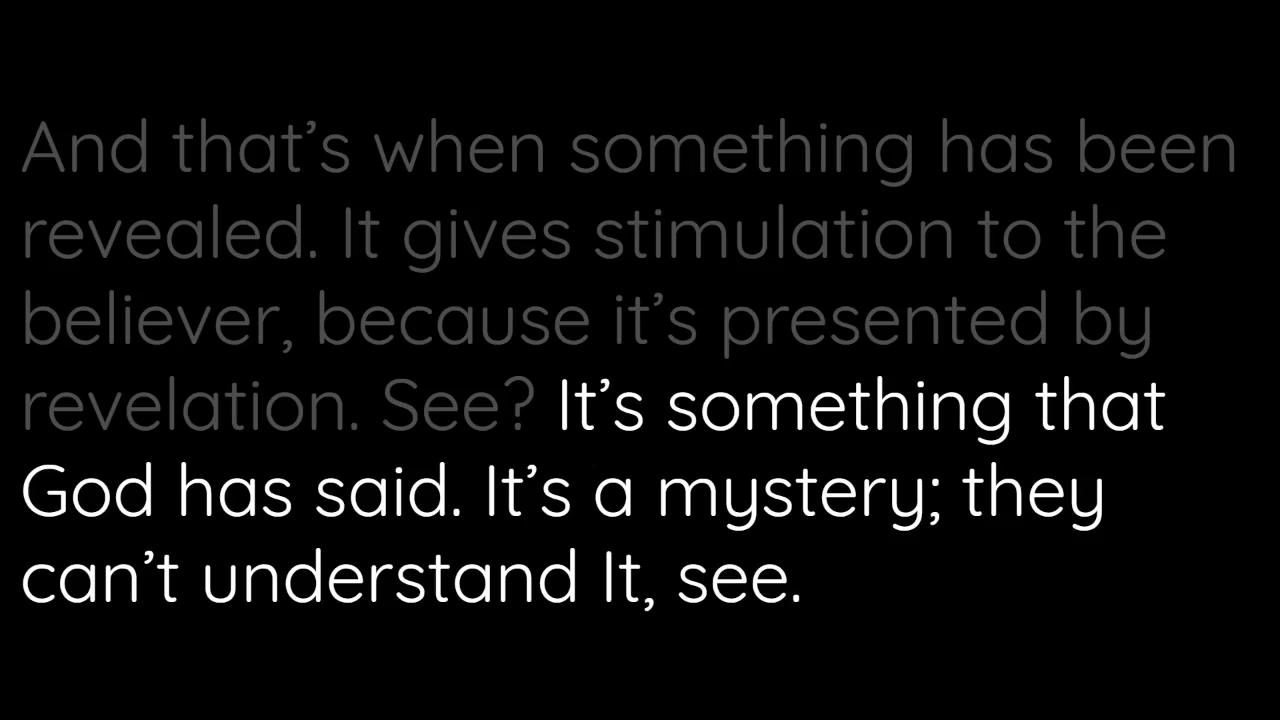 And that’s when something has been
revealed. It gives stimulation to the
believer, because it’s presented by
revelation. See? It’s something that
God has said. It’s a mystery; they
can’t understand It, see.